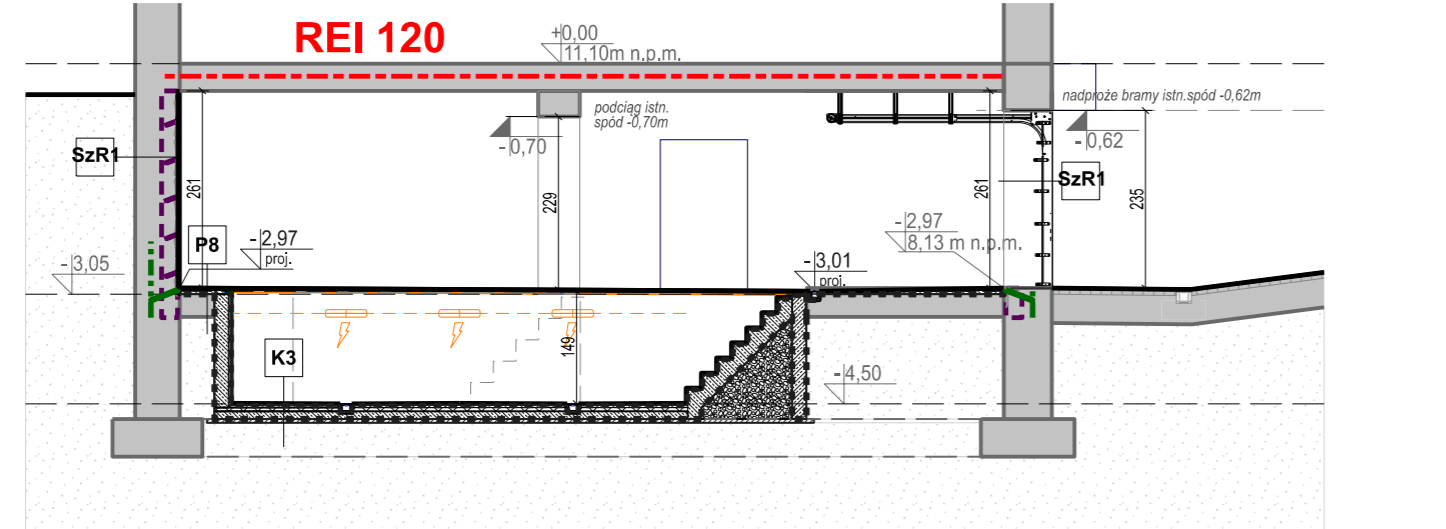 REI 120
+0,00
11,10m n.p.m.
nadproże bramy istn.spód -0,62m
podciąg istn.
spód -0,70m
-0,70
-0,62
SzR1
SzR1
261
229
261
235
P8
-2,97
proj.
-2,97
8,13 m n.p.m.
-3,05
-3,01
proj.
149
K3
-4,50